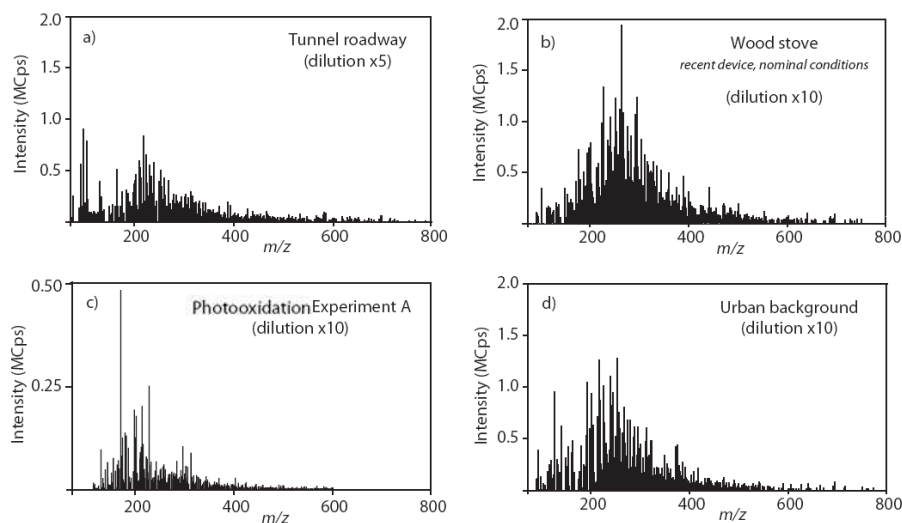 a)
Tunnel roadway
(dilution x5)
Intensity (MCps)
2.0
1.5
1.0
0.5
200
400
600
800
m/z
b)
Wood stove
recent device, nominal conditions
(dilution x10)
Intensity (MCps)
2.0
1.5
1.0
0.5
200
400
600
800
m/z
c)
Photooxidation Experiment A
(dilution x10)
Intensity (MCps)
0.50
0.25
200
400
600
800
m/z
d)
Urban background
(dilution x10)
Intensity (MCps)
2.0
1.5
1.0
0.5
200
400
600
800
m/z